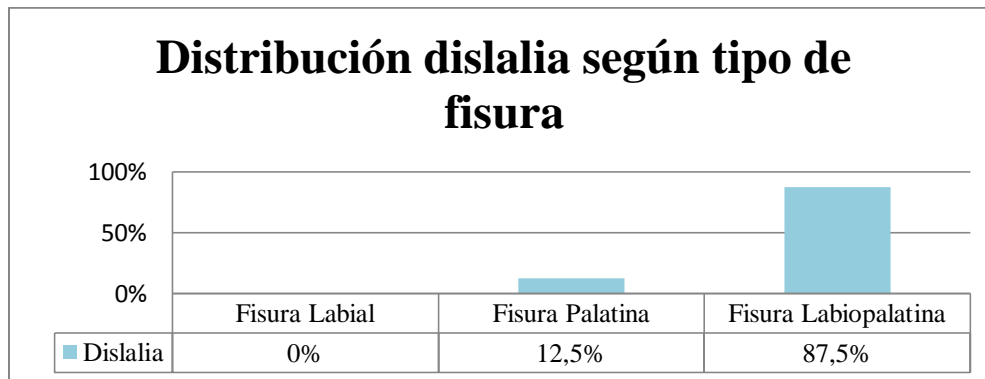 Distribución dislalia según tipo de
fisura
100%
50%
0%
Fisura Labial Fisura Palatina Fisura Labiopalatina
Dislalia 0% 12,5% 87,5%